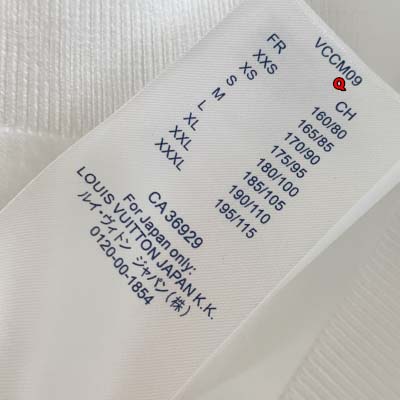 VCCM09
Q
FR CH
XXS 160/80
XS 165/85
S 170/90
M 175/95
L 180/100
XL 185/105
XXL 190/110
XXXL 195/115
CA 36929
For Japan only:
LOUIS VUITTON JAPAN K.K.
ルイ・ヴィトン ジャパン(株)
0120-00-1854